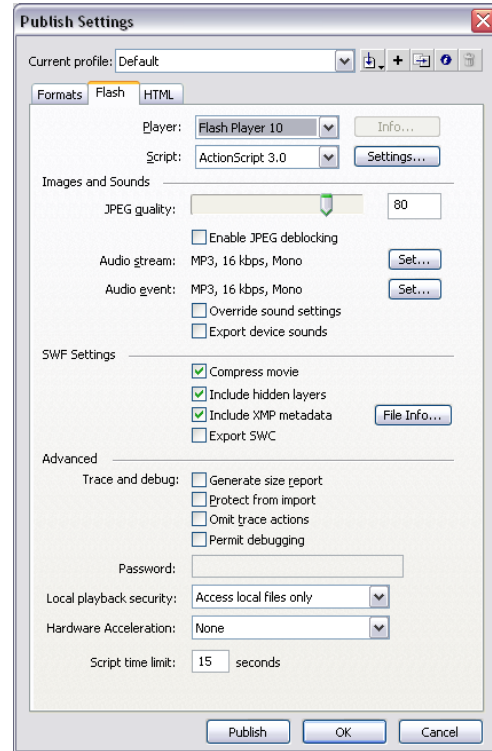 Publish Settings
Current profile: Default
Formats Flash HTML
Player: Flash Player 10 Info...
Script: ActionScript 3.0 Settings...
Images and Sounds
JPEG quality: 80
Enable JPEG deblocking
Audio stream: MP3, 16 kbps, Mono Set...
Audio event: MP3, 16 kbps, Mono Set...
Override sound settings
Export device sounds
SWF Settings
Compress movie
Include hidden layers
Include XMP metadata File Info...
Export SWC
Advanced
Trace and debug: Generate size report
Protect from import
Omit trace actions
Permit debugging
Password:
Local playback security: Access local files only
Hardware Acceleration: None
Script time limit: 15 seconds
Publish OK Cancel